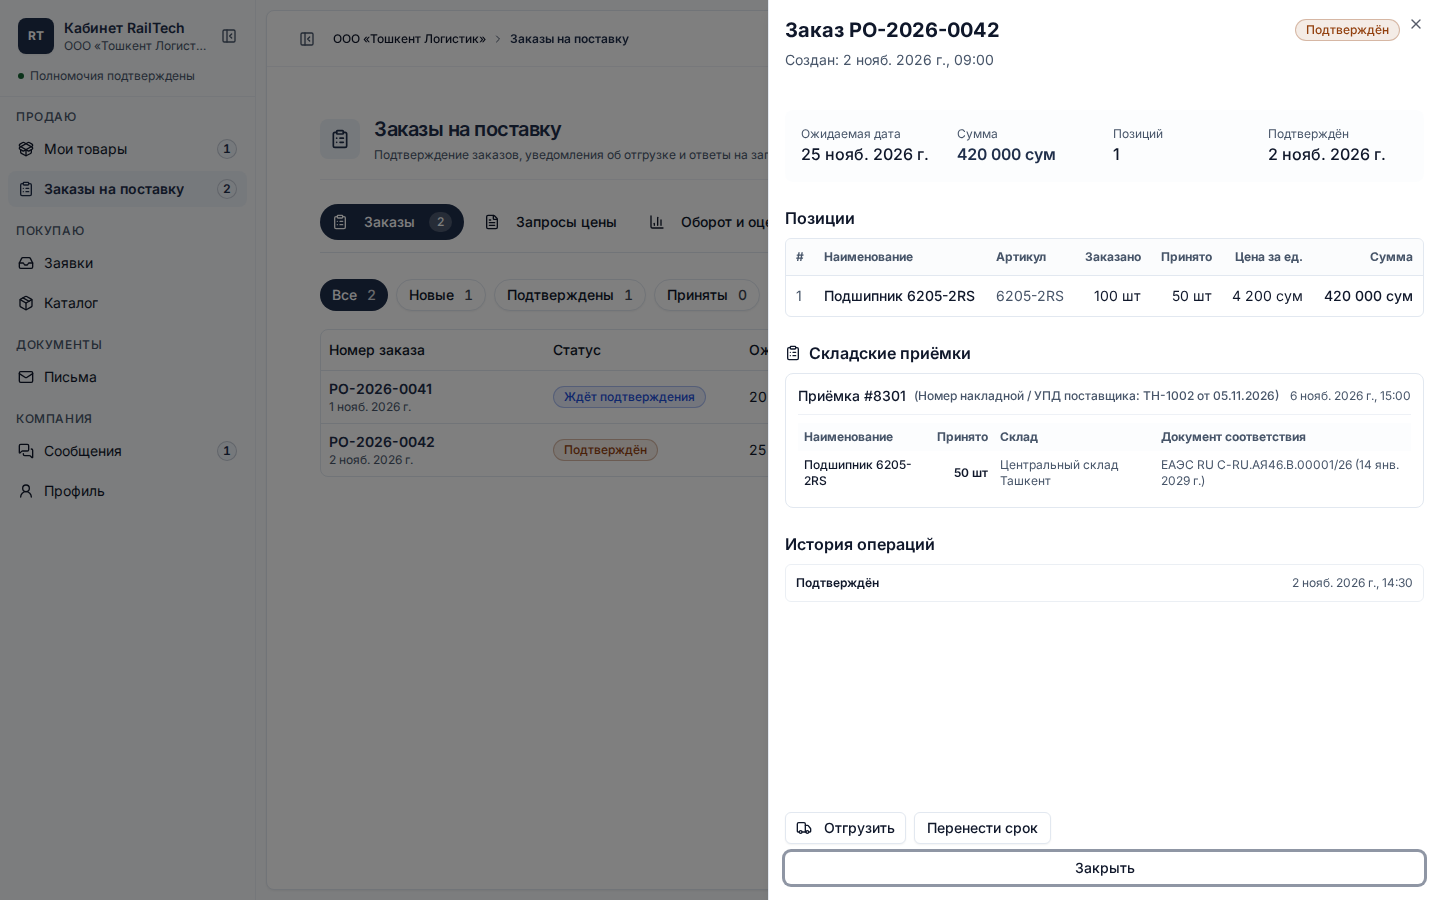 RT
Кабинет RailTech
ООО «Тошкент Логист...
Полномочия подтверждены
ПРОДАЮ
Мои товары 1
Заказы на поставку 2
ПОКУПАЮ
Заявки
Каталог
ДОКУМЕНТЫ
Письма
КОМПАНИЯ
Сообщения 1
Профиль
ООО «Тошкент Логистик» > Заказы на поставку
Заказы на поставку
Подтверждение заказов, уведомления об отгрузке и ответы на зап
Заказы 2 Запросы цены Оборот и оце
Все 2 Новые 1 Подтверждены 1 Приняты 0
Номер заказа Статус Ож
PO-2026-0041 Ждёт подтверждения 20
1 нояб. 2026 г.
PO-2026-0042 Подтверждён 25
2 нояб. 2026 г.
Заказ PO-2026-0042 Подтверждён
Создан: 2 нояб. 2026 г., 09:00
Ожидаемая дата Сумма Позиций Подтверждён
25 нояб. 2026 г. 420 000 сум 1 2 нояб. 2026 г.
Позиции
# Наименование Артикул Заказано Принято Цена за ед. Сумма
1 Подшипник 6205-2RS 6205-2RS 100 шт 50 шт 4 200 сум 420 000 сум
Складские приёмки
Приёмка #8301 (Номер накладной / УПД поставщика: ТН-1002 от 05.11.2026) 6 нояб. 2026 г., 15:00
Наименование Принято Склад Документ соответствия
Подшипник 6205-2RS 50 шт Центральный склад Ташкент ЕАЭС RU С-RU.АЯ46.В.00001/26 (14 янв. 2029 г.)
История операций
Подтверждён 2 нояб. 2026 г., 14:30
Отгрузить Перенести срок
Закрыть